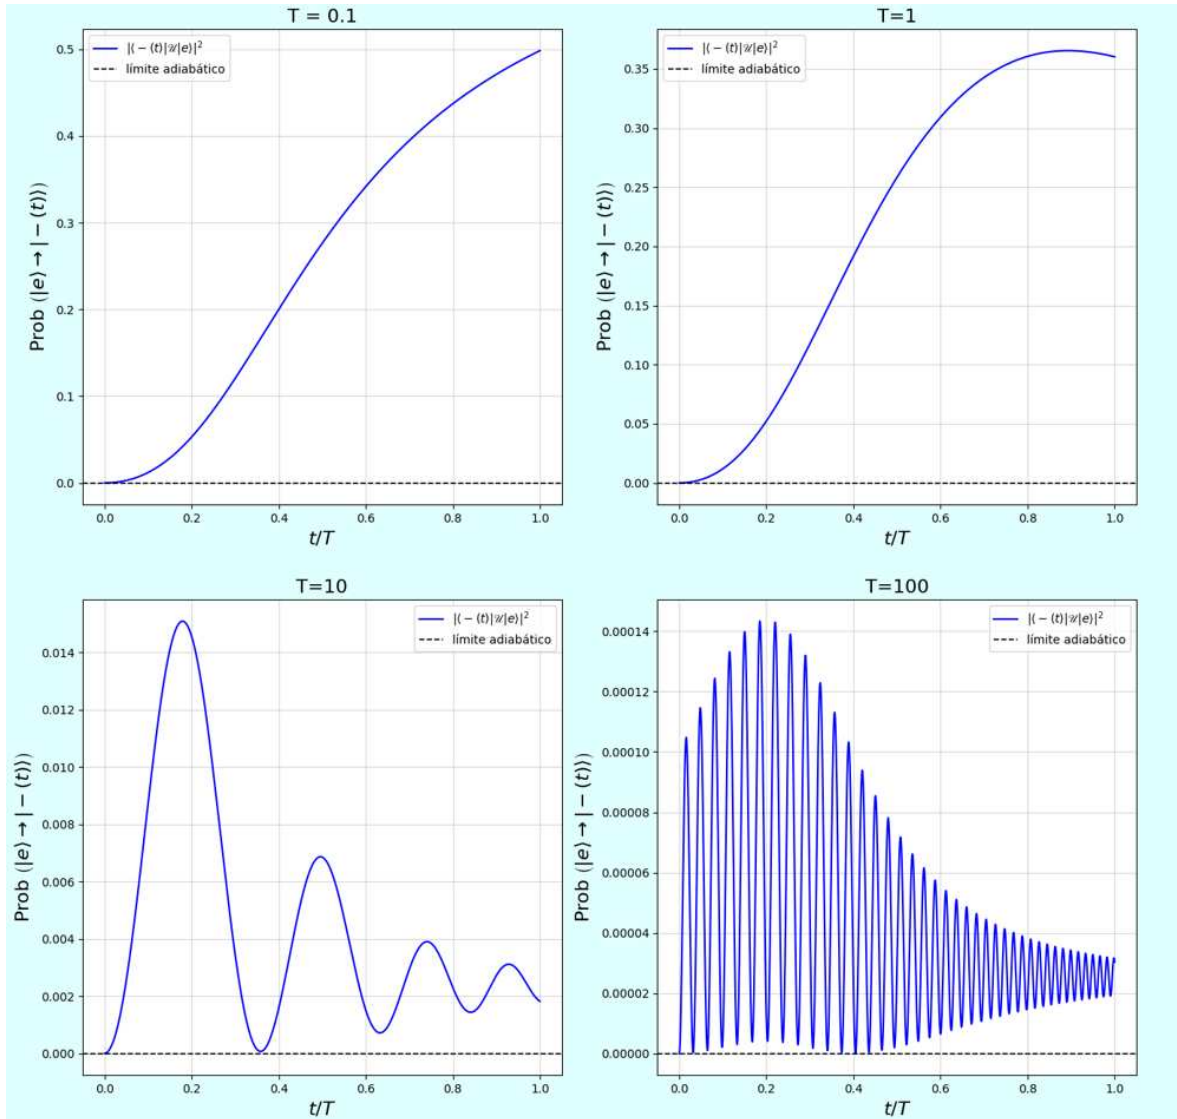 T = 0.1
|⟨−(t)|𝒰|e⟩|²
límite adiabático
Prob (|e⟩→|−(t)⟩)
0.5
0.4
0.3
0.2
0.1
0.0
0.0 0.2 0.4 0.6 0.8 1.0
t/T
T=1
|⟨−(t)|𝒰|e⟩|²
límite adiabático
Prob (|e⟩→|−(t)⟩)
0.35
0.30
0.25
0.20
0.15
0.10
0.05
0.00
0.0 0.2 0.4 0.6 0.8 1.0
t/T
T=10
|⟨−(t)|𝒰|e⟩|²
límite adiabático
Prob (|e⟩→|−(t)⟩)
0.014
0.012
0.010
0.008
0.006
0.004
0.002
0.000
0.0 0.2 0.4 0.6 0.8 1.0
t/T
T=100
|⟨−(t)|𝒰|e⟩|²
límite adiabático
Prob (|e⟩→|−(t)⟩)
0.00014
0.00012
0.00010
0.00008
0.00006
0.00004
0.00002
0.00000
0.0 0.2 0.4 0.6 0.8 1.0
t/T